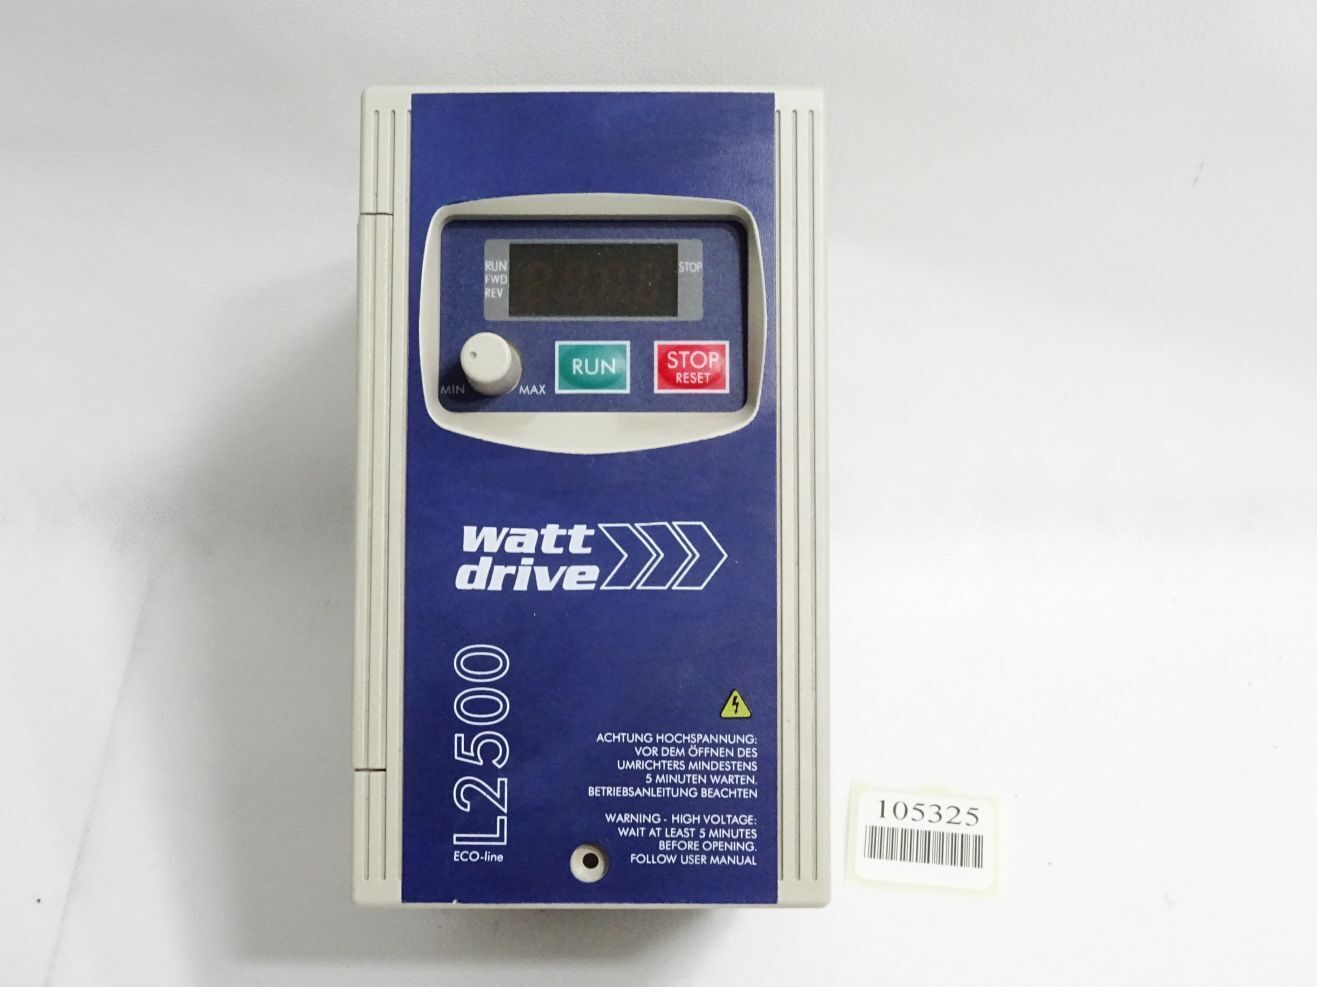 RUN
FWD
REV
STOP
MIN
MAX
RUN
STOP
RESET
watt
drive
L2500
ECO-line
ACHTUNG HOCHSPANNUNG:
VOR DEM ÖFFNEN DES
UMRICHTERS MINDESTENS
5 MINUTEN WARTEN.
BETRIEBSANLEITUNG BEACHTEN
WARNING - HIGH VOLTAGE:
WAIT AT LEAST 5 MINUTES
BEFORE OPENING.
FOLLOW USER MANUAL
105325